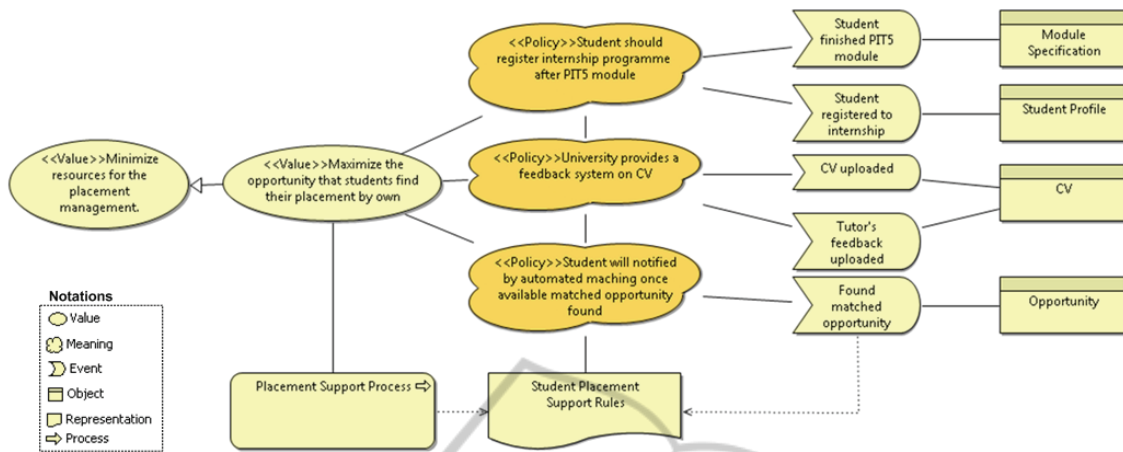 <<Policy>>Student should
register internship programme
after PIT5 module
Student
finished PIT5
module
Module
Specification
Student
registered to
internship
Student Profile
<<Value>>Minimize
resources for the
placement
management.
<<Value>>Maximize the
opportunity that students find
their placement by own
<<Policy>>University provides a
feedback system on CV
CV uploaded
CV
Tutor's
feedback
uploaded
<<Policy>>Student will notified
by automated maching once
available matched opportunity
found
Found
matched
opportunity
Opportunity
Notations
Value
Meaning
Event
Object
Representation
Process
Placement Support Process
Student Placement
Support Rules